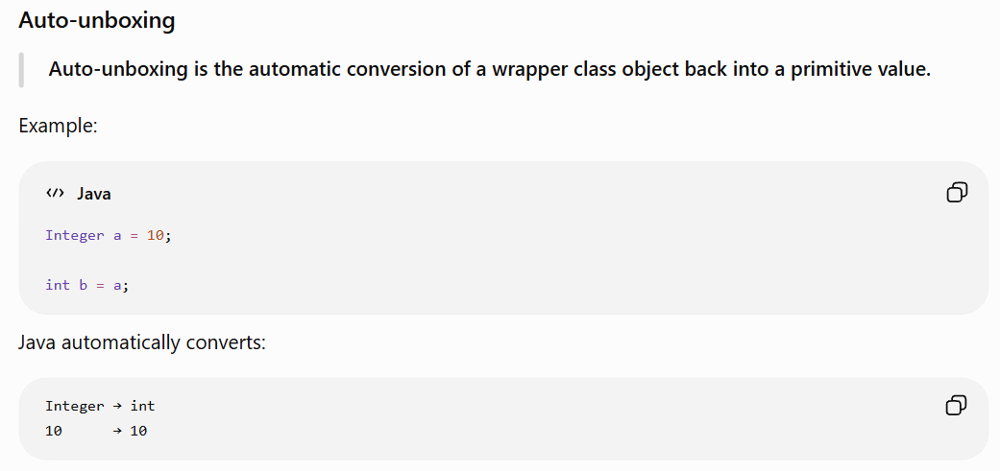 Auto-unboxing
Auto-unboxing is the automatic conversion of a wrapper class object back into a primitive value.
Example:
</> Java
Integer a = 10;
int b = a;
Java automatically converts:
Integer → int
10      → 10